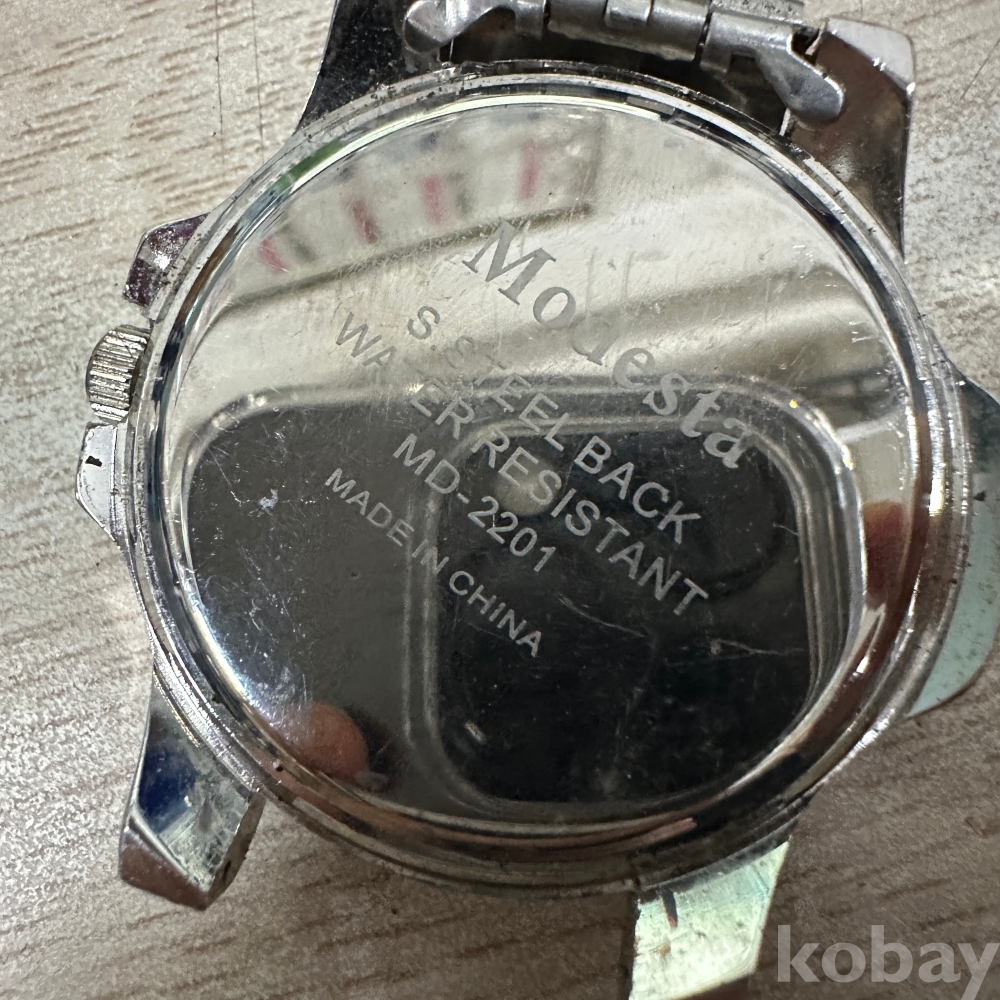 Modesta
S STEEL BACK
WATER RESISTANT
MD-2201
MADE IN CHINA
kobay